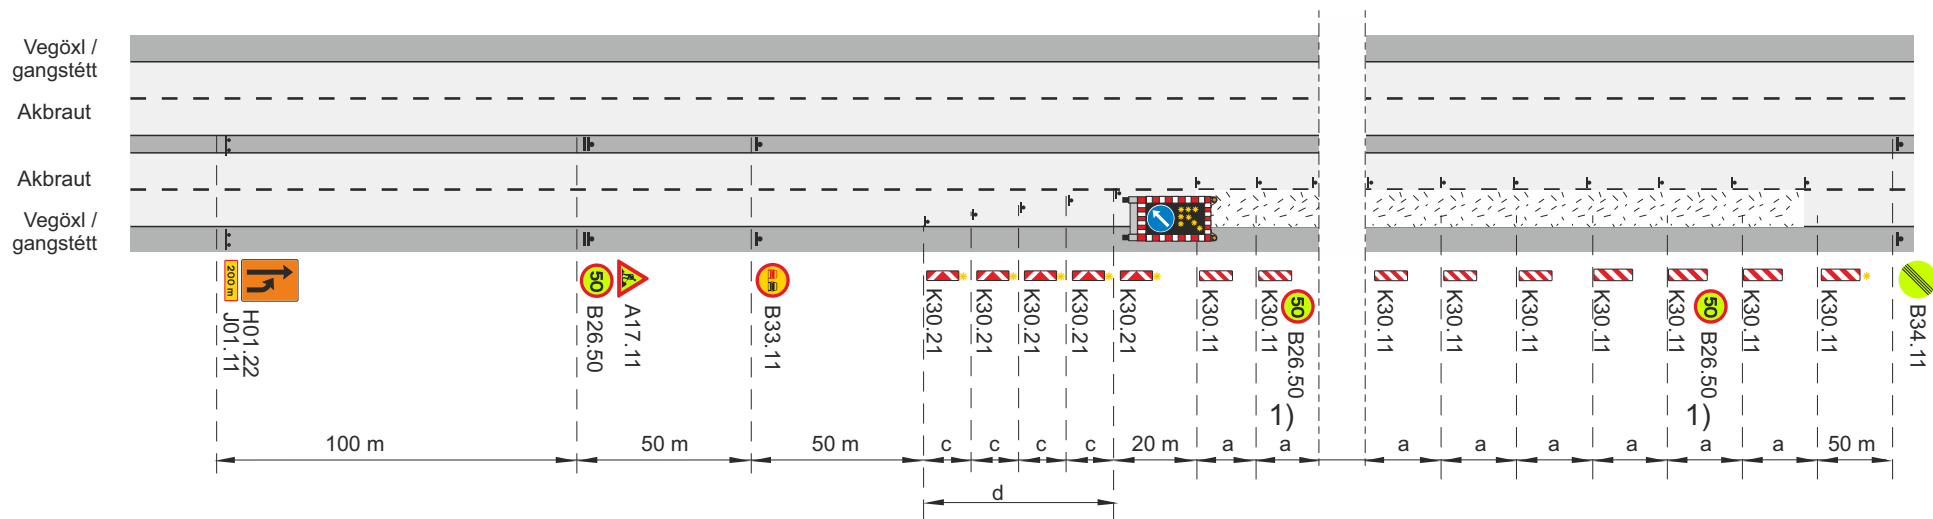 Vegöxl /
gangstétt
Akbraut
Akbraut
Vegöxl /
gangstétt
200 m
J01.11
H01.22
50
B26.50
A17.11
B33.11
K30.21
K30.21
K30.21
K30.21
K30.21
K30.11
K30.11
50
B26.50
1)
K30.11
K30.11
K30.11
K30.11
K30.11
50
B26.50
1)
K30.11
K30.11
B34.11
100 m
50 m
50 m
c
c
c
c
20 m
a
a
a
a
a
a
a
a
50 m
d